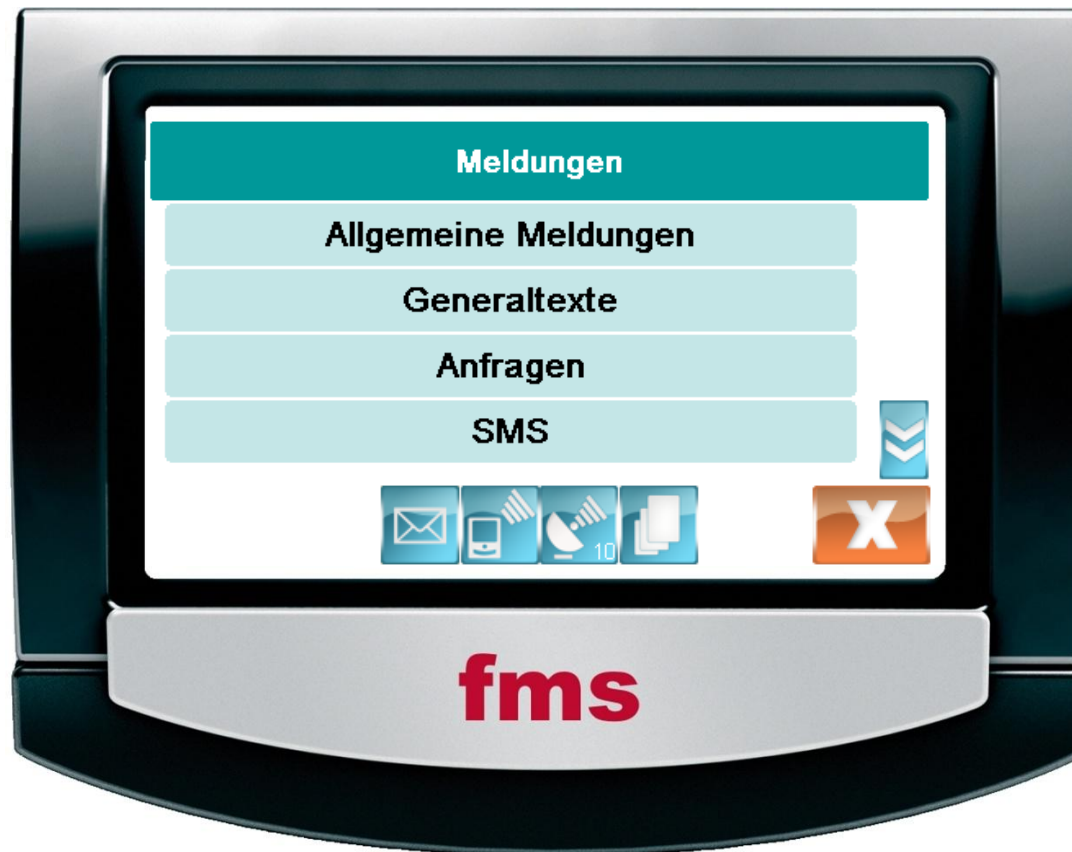 Meldungen
Allgemeine Meldungen
Generaltexte
Anfragen
SMS
10
X
fms